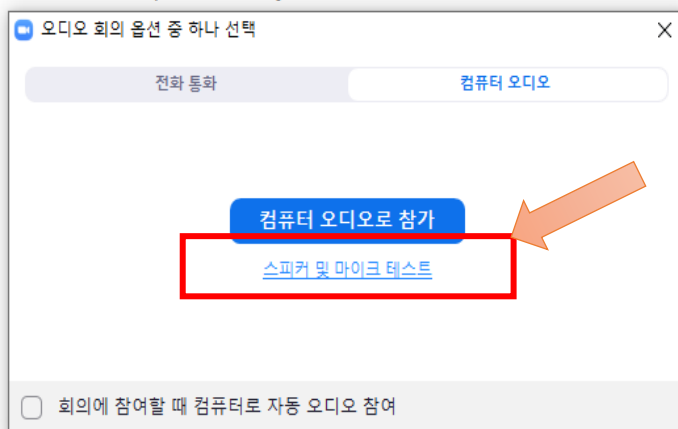 오디오 회의 옵션 중 하나 선택
전화 통화
컴퓨터 오디오
컴퓨터 오디오로 참가
스피커 및 마이크 테스트
회의에 참여할 때 컴퓨터로 자동 오디오 참여